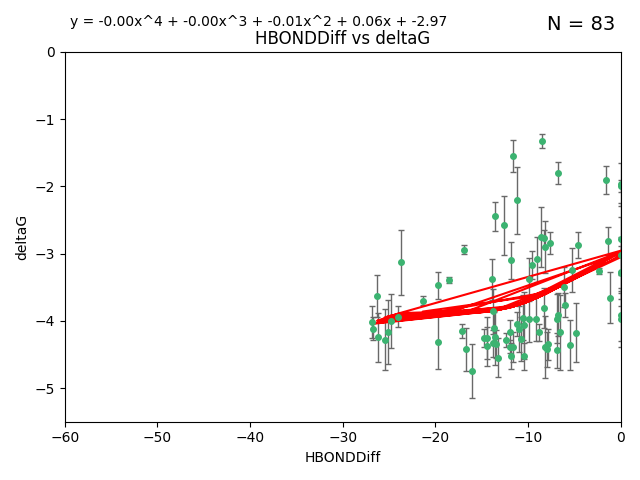 y = -0.00x^4 + -0.00x^3 + -0.01x^2 + 0.06x + -2.97
N = 83
HBONDDiff vs deltaG
0
−1
−2
−3
−4
−5
deltaG
−60 −50 −40 −30 −20 −10 0
HBONDDiff